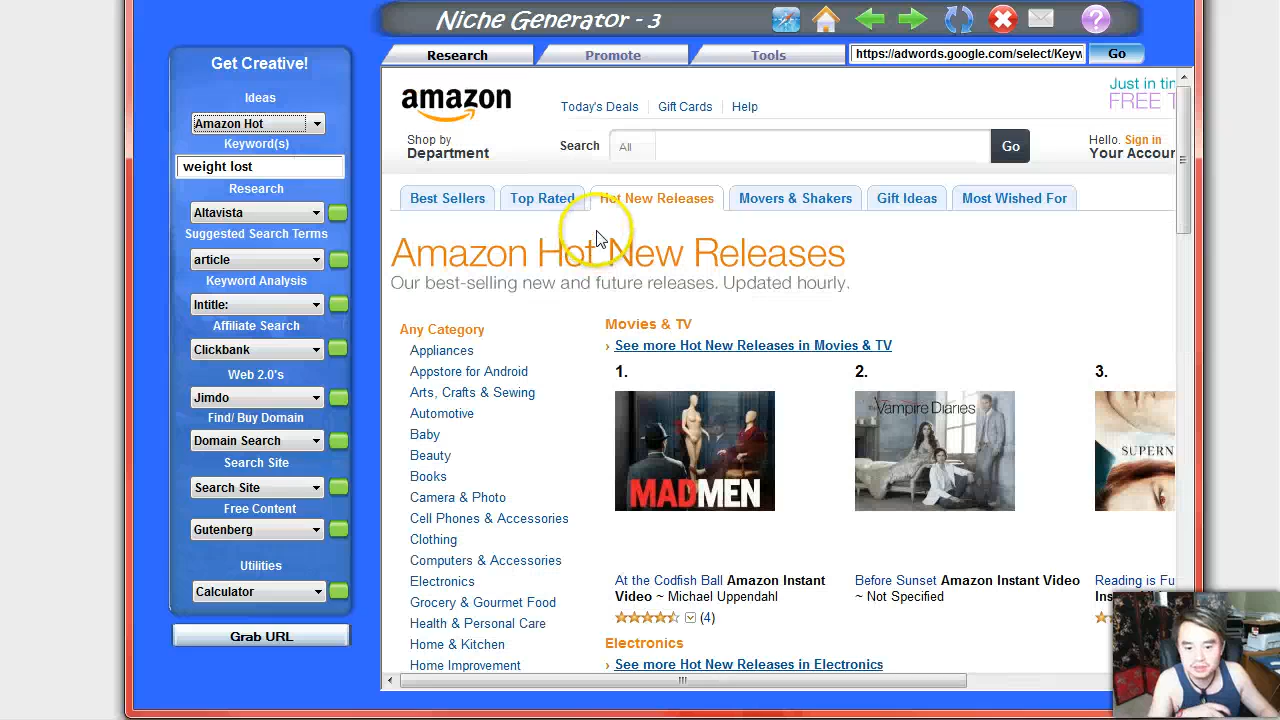 Niche Generator - 3
Research
Promote
Tools
https://adwords.google.com/select/Keyw
Go
Get Creative!
Ideas
Amazon Hot
Keyword(s)
weight lost
Research
Altavista
Suggested Search Terms
article
Keyword Analysis
Intitle:
Affiliate Search
Clickbank
Web 2.0's
Jimdo
Find/ Buy Domain
Domain Search
Search Site
Search Site
Free Content
Gutenberg
Utilities
Calculator
Grab URL
amazon
Today's Deals
Gift Cards
Help
Just in tim
FREE T
Shop by
Department
Search
All
Go
Hello. Sign in
Your Accour
Best Sellers
Top Rated
Hot New Releases
Movers & Shakers
Gift Ideas
Most Wished For
Amazon Hot New Releases
Our best-selling new and future releases. Updated hourly.
Any Category
Appliances
Appstore for Android
Arts, Crafts & Sewing
Automotive
Baby
Beauty
Books
Camera & Photo
Cell Phones & Accessories
Clothing
Computers & Accessories
Electronics
Grocery & Gourmet Food
Health & Personal Care
Home & Kitchen
Home Improvement
Movies & TV
› See more Hot New Releases in Movies & TV
1.
2.
3.
MADMEN
The Vampire Diaries
SUPERN
At the Codfish Ball Amazon Instant
Video ~ Michael Uppendahl
(4)
Before Sunset Amazon Instant Video
~ Not Specified
Reading is Fu
Electronics
› See more Hot New Releases in Electronics